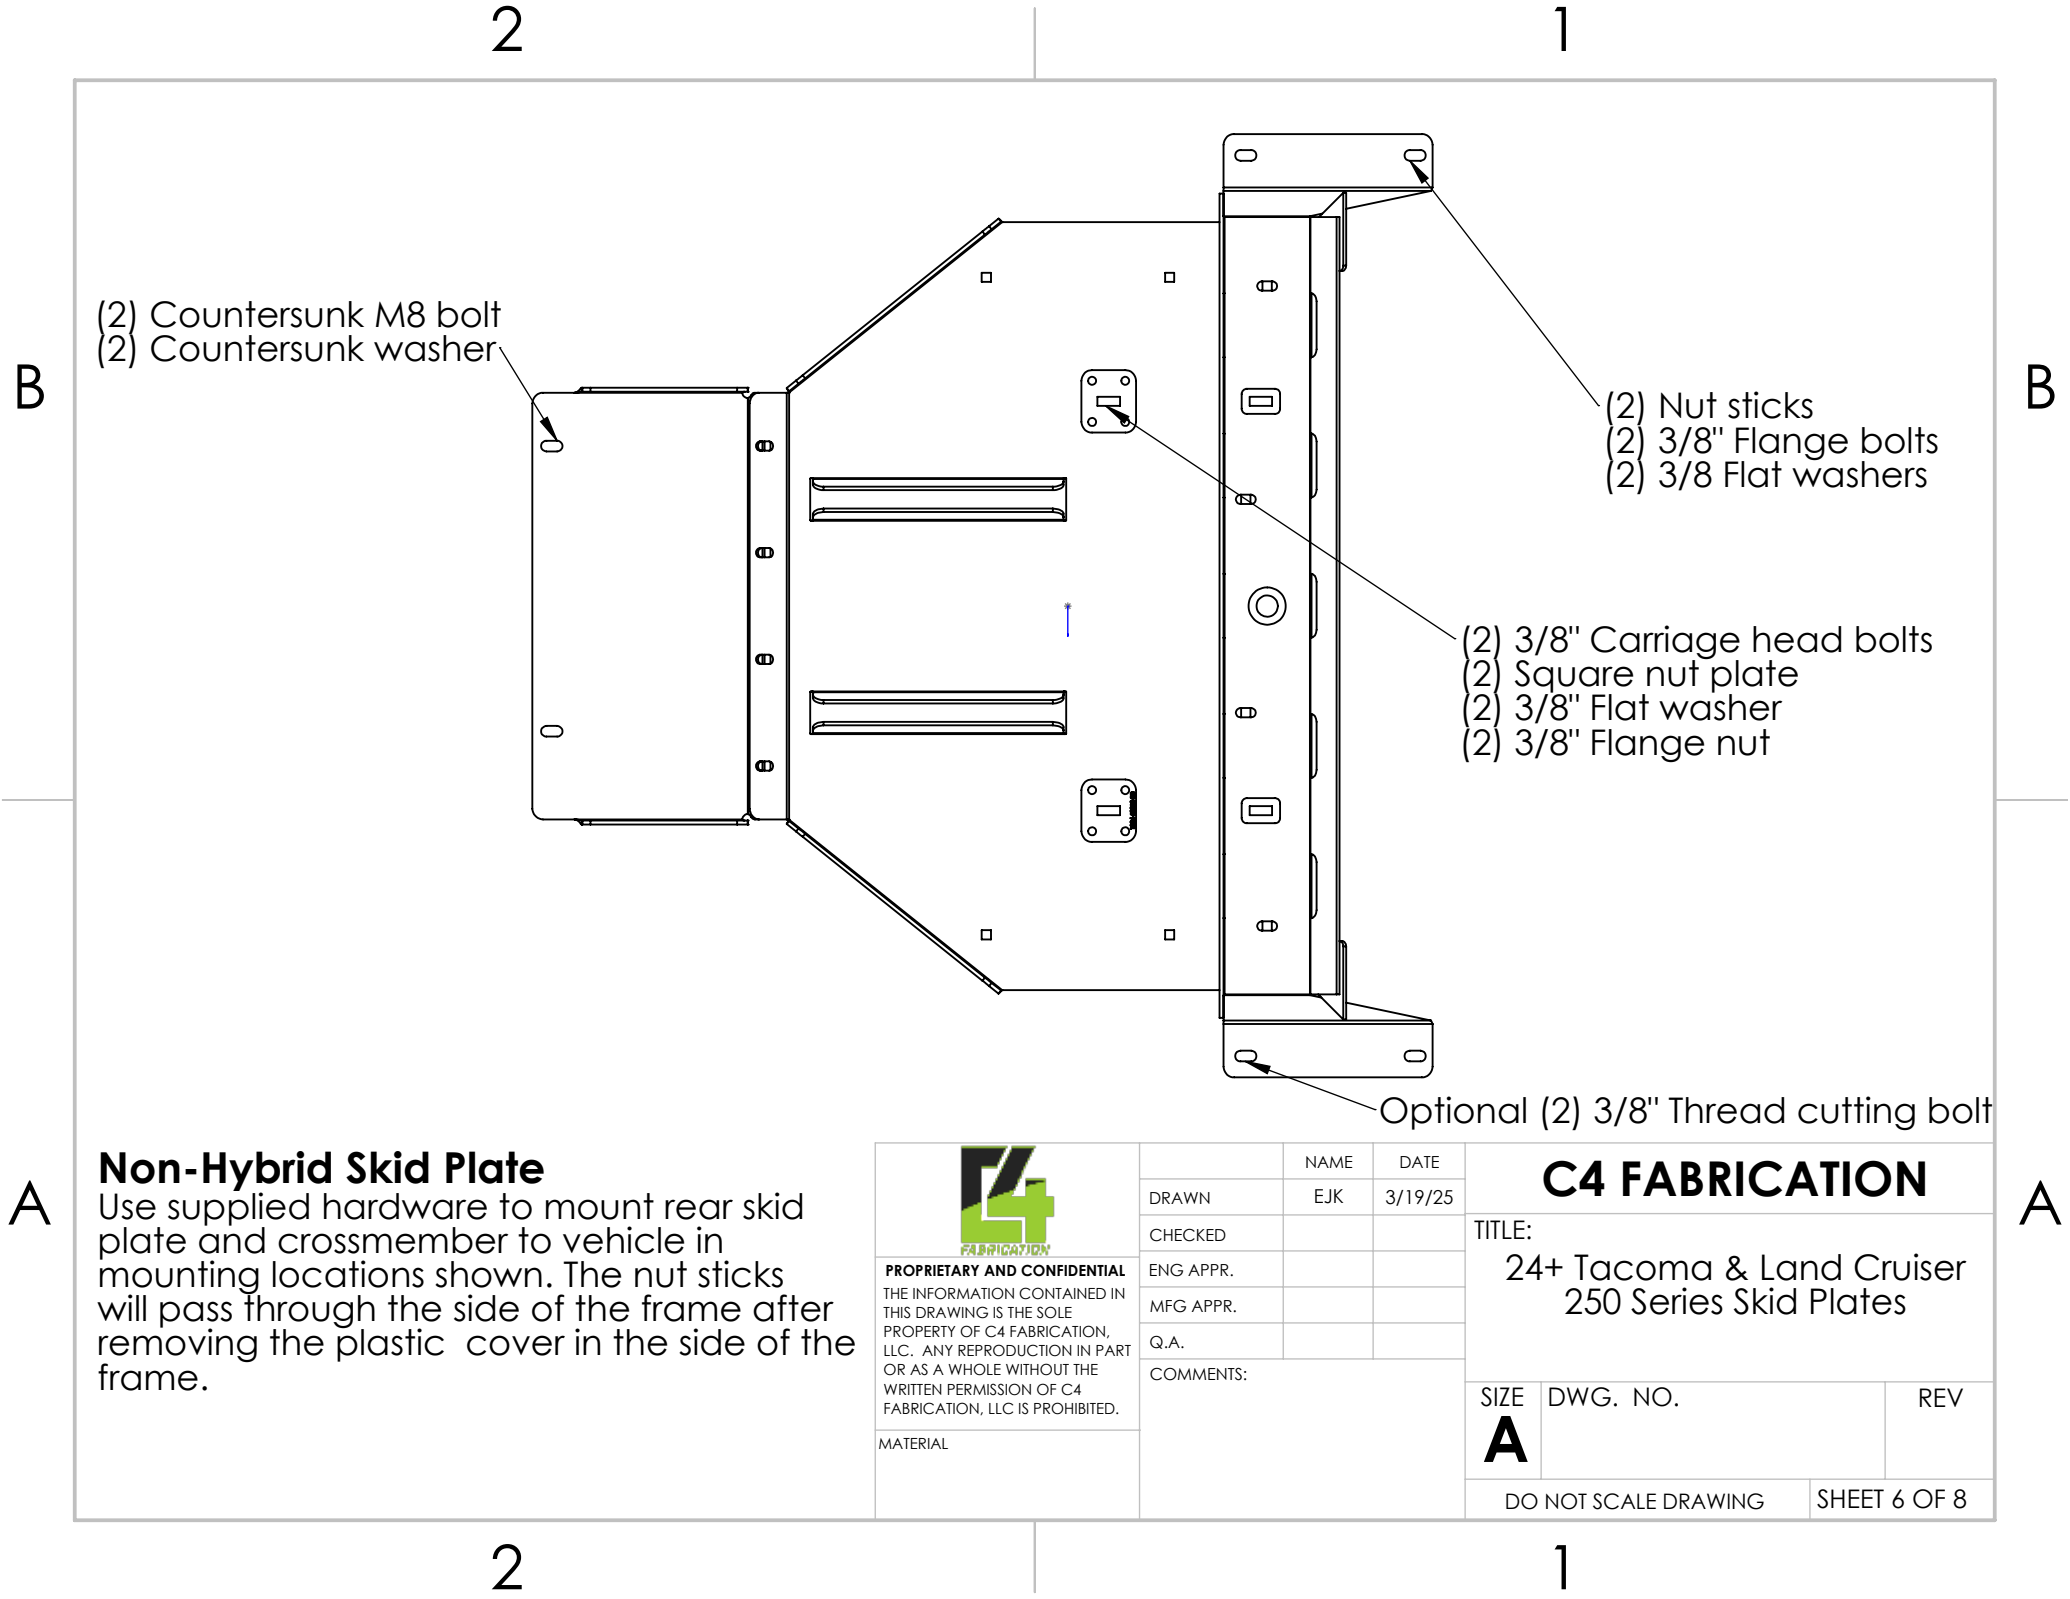 2
1
(2) Countersunk M8 bolt
(2) Countersunk washer
B
B
(2) Nut sticks
(2) 3/8" Flange bolts
(2) 3/8 Flat washers
(2) 3/8" Carriage head bolts
(2) Square nut plate
(2) 3/8" Flat washer
(2) 3/8" Flange nut
Optional (2) 3/8" Thread cutting bolt
A
A
Non-Hybrid Skid Plate
Use supplied hardware to mount rear skid
plate and crossmember to vehicle in
mounting locations shown. The nut sticks
will pass through the side of the frame after
removing the plastic  cover in the side of the
frame.
C4
FABRICATION
PROPRIETARY AND CONFIDENTIAL
THE INFORMATION CONTAINED IN
THIS DRAWING IS THE SOLE
PROPERTY OF C4 FABRICATION,
LLC.  ANY REPRODUCTION IN PART
OR AS A WHOLE WITHOUT THE
WRITTEN PERMISSION OF C4
FABRICATION, LLC IS PROHIBITED.
MATERIAL
NAME DATE
DRAWN EJK 3/19/25
CHECKED
ENG APPR.
MFG APPR.
Q.A.
COMMENTS:
C4 FABRICATION
TITLE:
24+ Tacoma & Land Cruiser
250 Series Skid Plates
SIZE DWG.  NO. REV
A
DO NOT SCALE DRAWING SHEET 6 OF 8
2
1